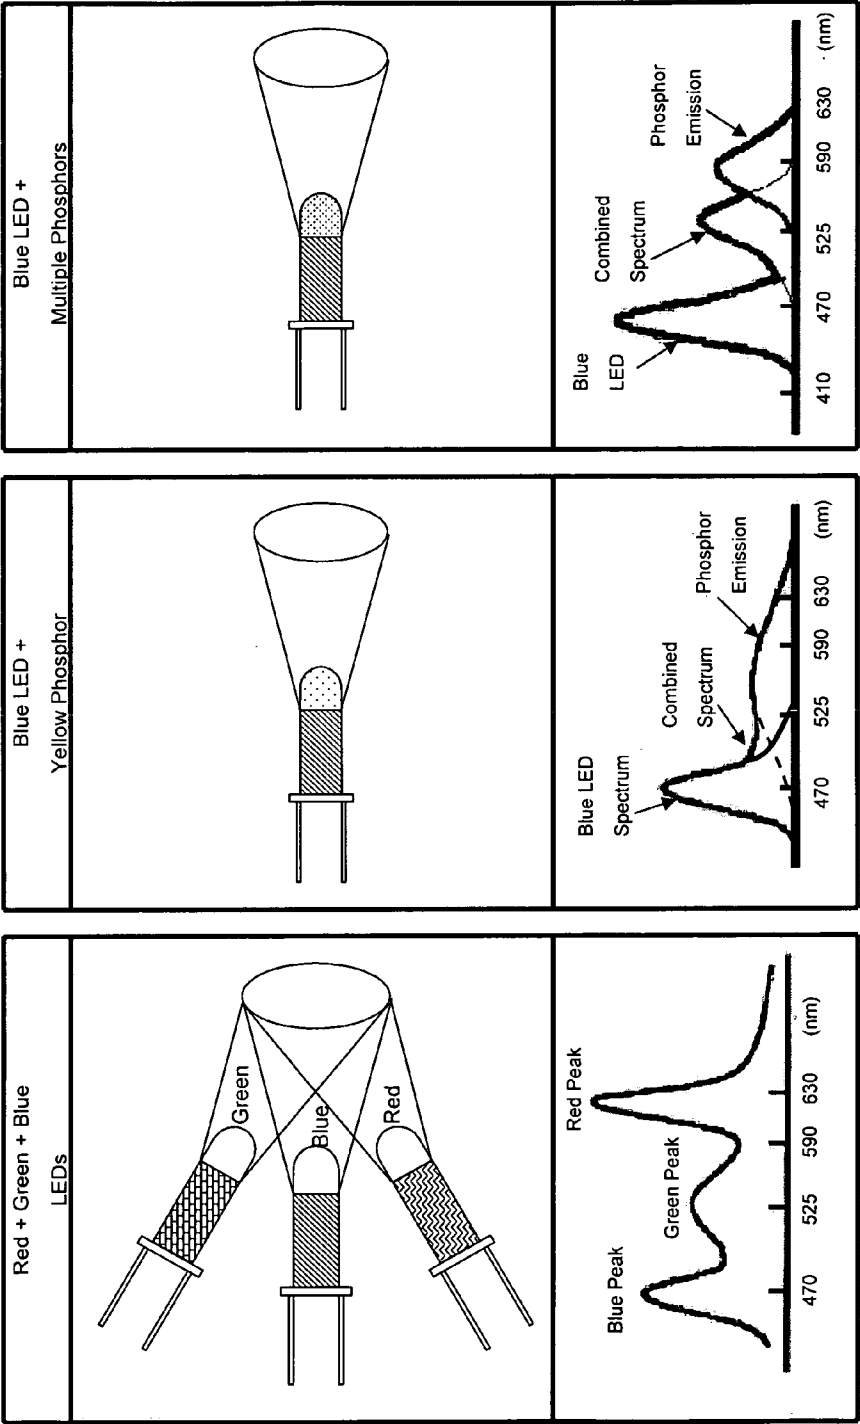 Red + Green + Blue
LEDs
Green
Blue
Red
Blue Peak
Green Peak
Red Peak
470
525
590
630
(nm)
Blue LED +
Yellow Phosphor
Blue LED
Spectrum
Combined
Spectrum
Phosphor
Emission
470
525
590
630
(nm)
Blue LED +
Multiple Phosphors
Blue
LED
Combined
Spectrum
Phosphor
Emission
410
470
525
590
630
(nm)